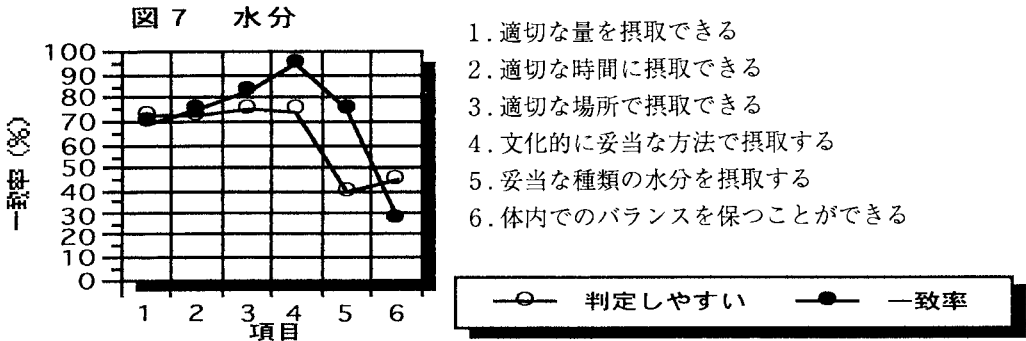 図7 水分
100
90
80
70
60
50
40
30
20
10
0
一致率(%)
1 2 3 4 5 6
項目
1.適切な量を摂取できる
2.適切な時間に摂取できる
3.適切な場所で摂取できる
4.文化的に妥当な方法で摂取する
5.妥当な種類の水分を摂取する
6.体内でのバランスを保つことができる
判定しやすい 一致率